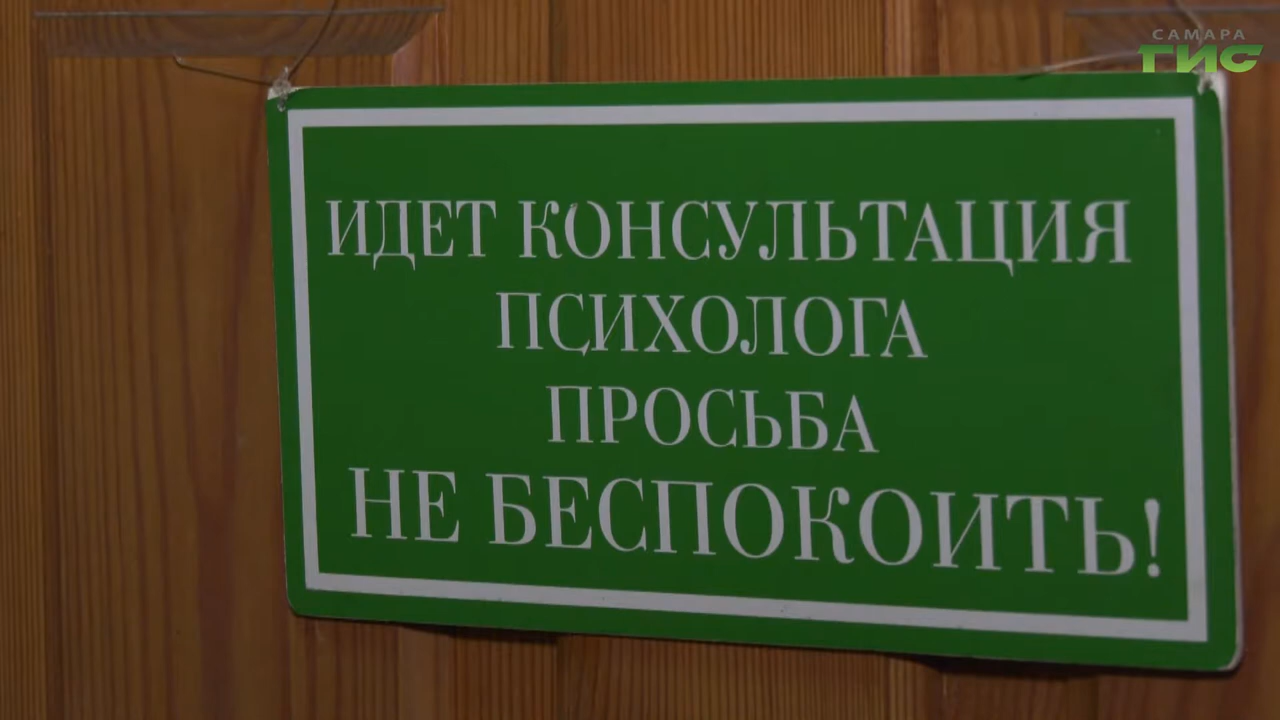 САМАРА
ГИС
ИДЕТ КОНСУЛЬТАЦИЯ
ПСИХОЛОГА
ПРОСЬБА
НЕ БЕСПОКОИТЬ!